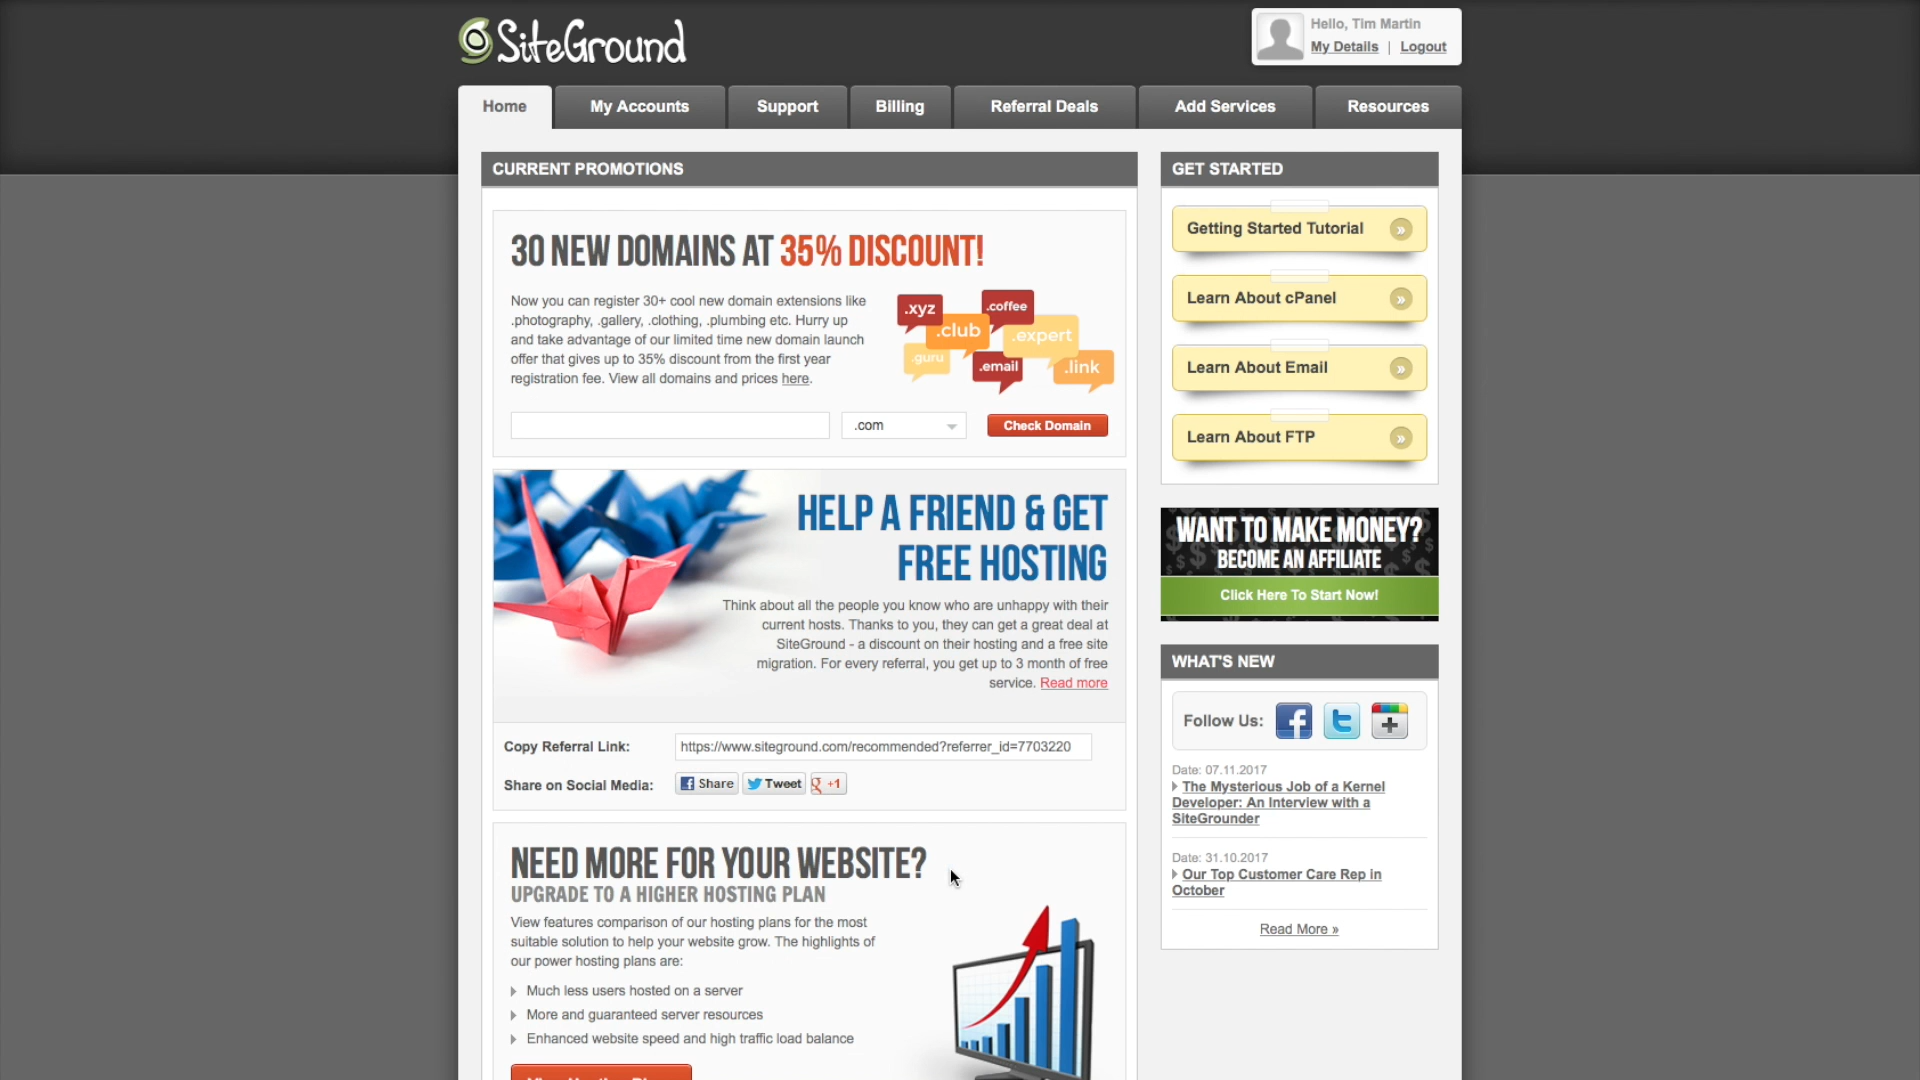 SiteGround
Hello, Tim Martin
My Details | Logout
Home
My Accounts
Support
Billing
Referral Deals
Add Services
Resources
CURRENT PROMOTIONS
30 NEW DOMAINS AT 35% DISCOUNT!
Now you can register 30+ cool new domain extensions like
.photography, .gallery, .clothing, .plumbing etc. Hurry up
and take advantage of our limited time new domain launch
offer that gives up to 35% discount from the first year
registration fee. View all domains and prices here.
.xyz
.coffee
.club
.expert
.guru
.email
.link
.com
Check Domain
HELP A FRIEND & GET
FREE HOSTING
Think about all the people you know who are unhappy with their
current hosts. Thanks to you, they can get a great deal at
SiteGround - a discount on their hosting and a free site
migration. For every referral, you get up to 3 month of free
service. Read more
Copy Referral Link:
https://www.siteground.com/recommended?referrer_id=7703220
Share on Social Media:
Share
Tweet
+1
NEED MORE FOR YOUR WEBSITE?
UPGRADE TO A HIGHER HOSTING PLAN
View features comparison of our hosting plans for the most
suitable solution to help your website grow. The highlights of
our power hosting plans are:
Much less users hosted on a server
More and guaranteed server resources
Enhanced website speed and high traffic load balance
GET STARTED
Getting Started Tutorial
Learn About cPanel
Learn About Email
Learn About FTP
WANT TO MAKE MONEY?
BECOME AN AFFILIATE
Click Here To Start Now!
WHAT'S NEW
Follow Us:
Date: 07.11.2017
The Mysterious Job of a Kernel
Developer: An Interview with a
SiteGrounder
Date: 31.10.2017
Our Top Customer Care Rep in
October
Read More »